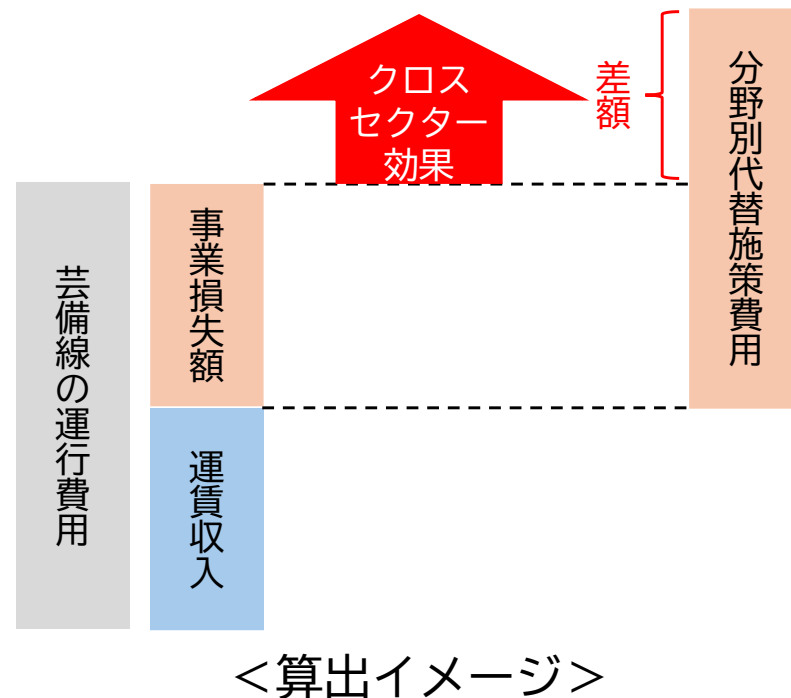 クロス
セクター
効果
差額
分野別代替施策費用
事業損失額
芸備線の運行費用
運賃収入
＜算出イメージ＞